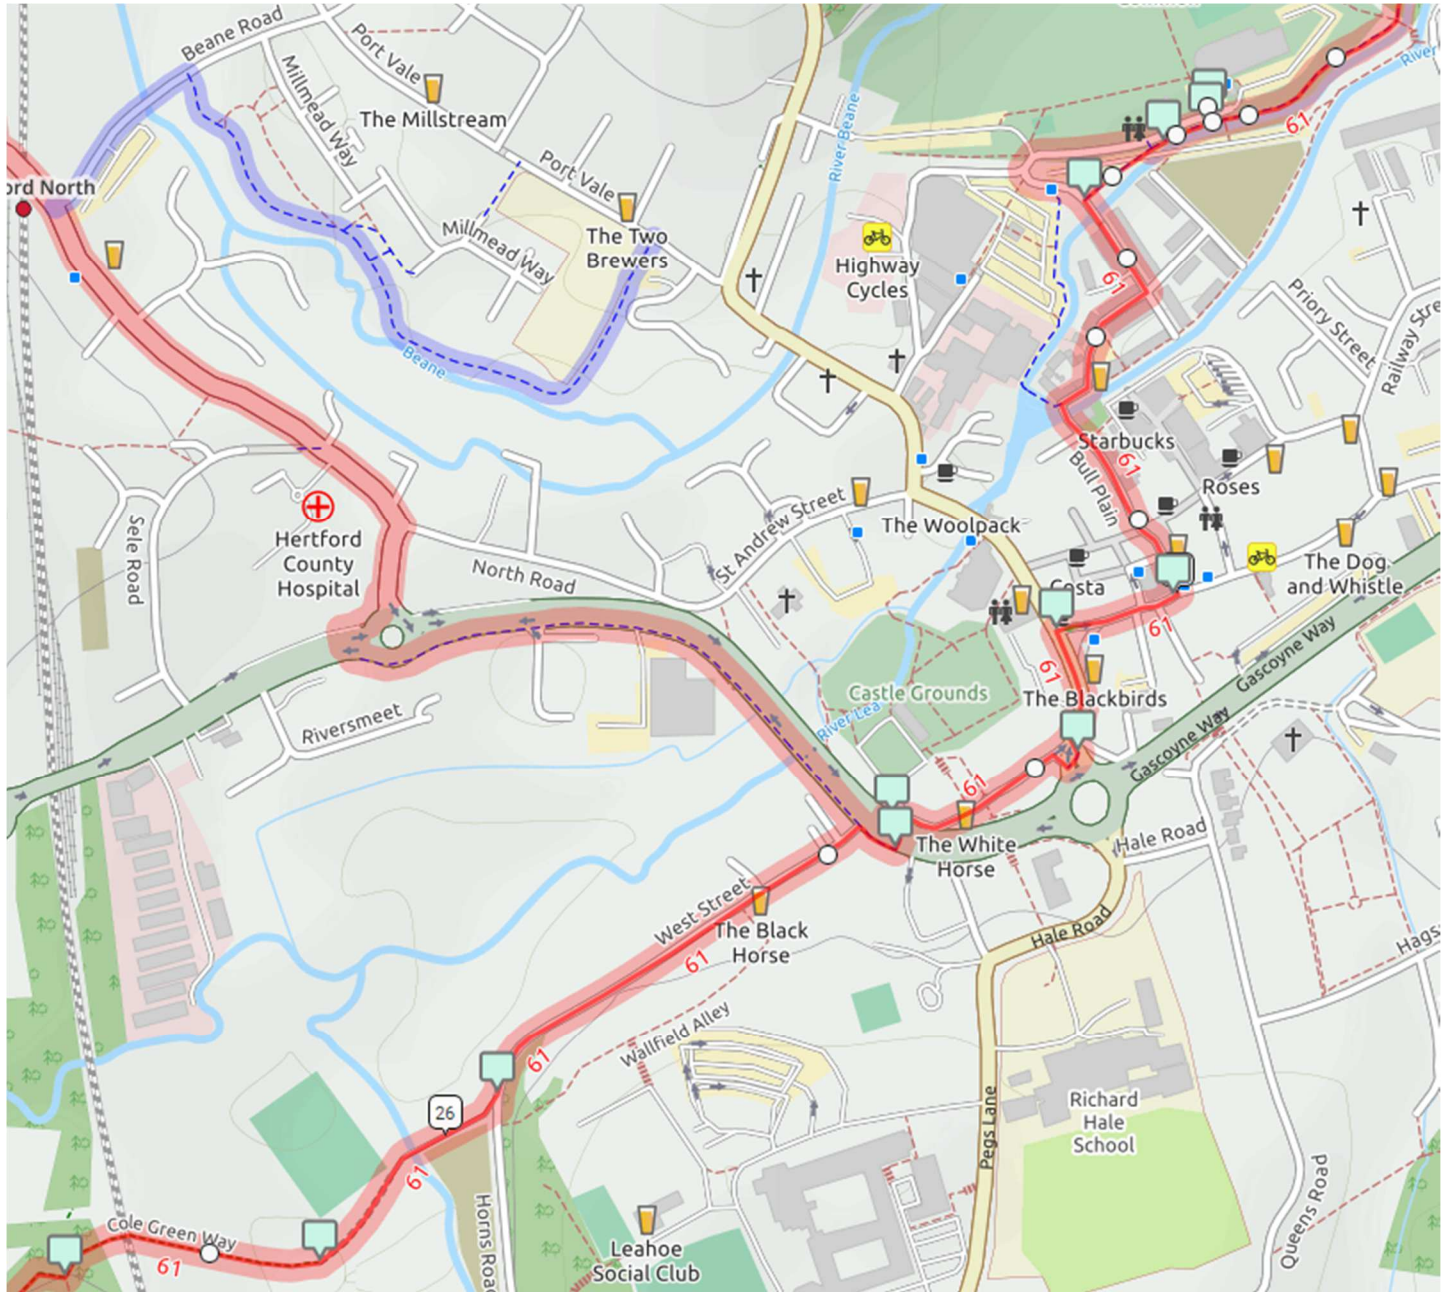 Common
Beane Road
Port Vale
The Millstream
Millmead Way
River
61
River Beane
ord North
Port Vale
The Two
Brewers
Millmead Way
Highway
Cycles
61
Priory Street
Railway Stre
Beane
Starbucks
61
Bull Plain
Roses
The Woolpack
St Andrew Street
Sele Road
Hertford
County
Hospital
North Road
Costa
The Dog
and Whistle
61
Gascoyne Way
61
Castle Grounds
The Blackbirds
River Lea
Riversmeet
Gascoyne Way
61
The White
Horse
Hale Road
West Street
The Black
Horse
61
Hale Road
Hags
Wallfield Alley
61
26
61
Pegs Lane
Richard
Hale
School
Queens Road
Horns Road
Cole Green Way
61
Leahoe
Social Club